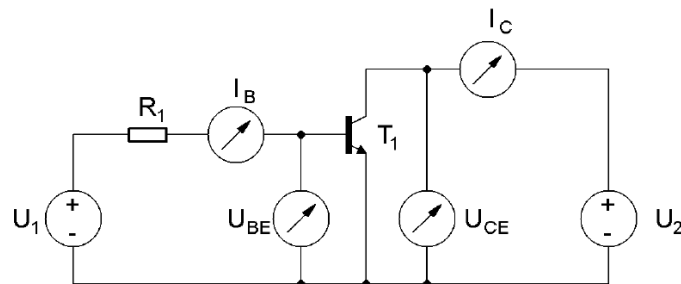 I_C
I_B
R_1
T_1
+
-
U_1
U_BE
U_CE
+
-
U_2